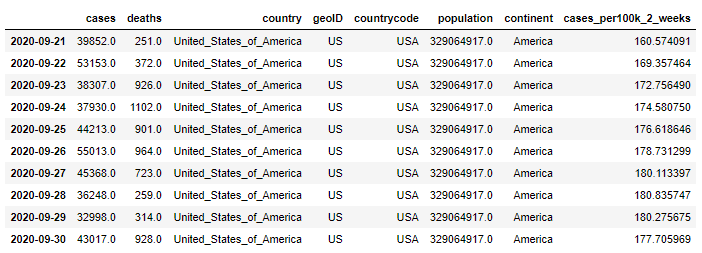 cases deaths country geoID countrycode population continent cases_per100k_2_weeks
2020-09-21 39852.0 251.0 United_States_of_America US USA 329064917.0 America 160.574091
2020-09-22 53153.0 372.0 United_States_of_America US USA 329064917.0 America 169.357464
2020-09-23 38307.0 926.0 United_States_of_America US USA 329064917.0 America 172.756490
2020-09-24 37930.0 1102.0 United_States_of_America US USA 329064917.0 America 174.580750
2020-09-25 44213.0 901.0 United_States_of_America US USA 329064917.0 America 176.618646
2020-09-26 55013.0 964.0 United_States_of_America US USA 329064917.0 America 178.731299
2020-09-27 45368.0 723.0 United_States_of_America US USA 329064917.0 America 180.113397
2020-09-28 36248.0 259.0 United_States_of_America US USA 329064917.0 America 180.835747
2020-09-29 32998.0 314.0 United_States_of_America US USA 329064917.0 America 180.275675
2020-09-30 43017.0 928.0 United_States_of_America US USA 329064917.0 America 177.705969